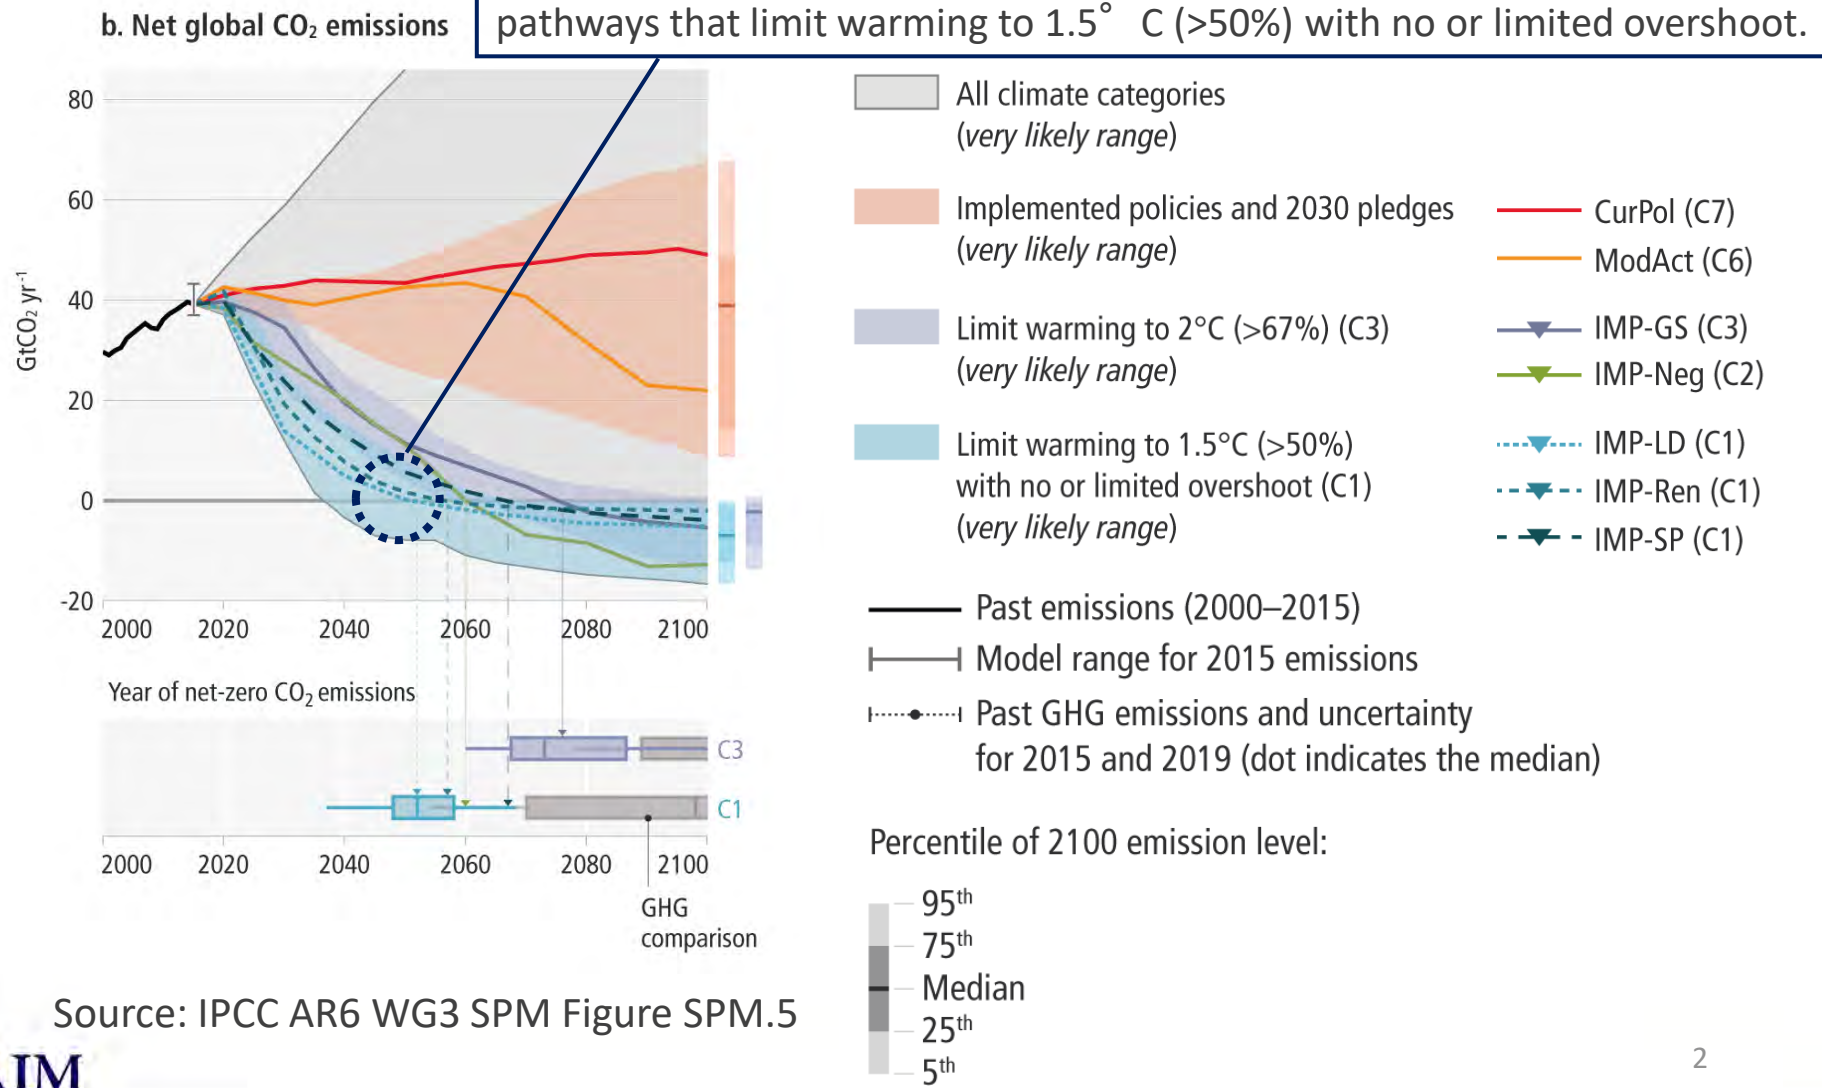 pathways that limit warming to 1.5° C (>50%) with no or limited overshoot.
b. Net global CO₂ emissions
GtCO₂ yr⁻¹
80
60
40
20
0
-20
2000 2020 2040 2060 2080 2100
Year of net-zero CO₂ emissions
C3
C1
2000 2020 2040 2060 2080 2100
GHG
comparison
All climate categories
(very likely range)
Implemented policies and 2030 pledges
(very likely range)
Limit warming to 2°C (>67%) (C3)
(very likely range)
Limit warming to 1.5°C (>50%)
with no or limited overshoot (C1)
(very likely range)
CurPol (C7)
ModAct (C6)
IMP-GS (C3)
IMP-Neg (C2)
IMP-LD (C1)
IMP-Ren (C1)
IMP-SP (C1)
Past emissions (2000–2015)
Model range for 2015 emissions
Past GHG emissions and uncertainty
for 2015 and 2019 (dot indicates the median)
Percentile of 2100 emission level:
95th
75th
Median
25th
5th
Source: IPCC AR6 WG3 SPM Figure SPM.5
AIM
2